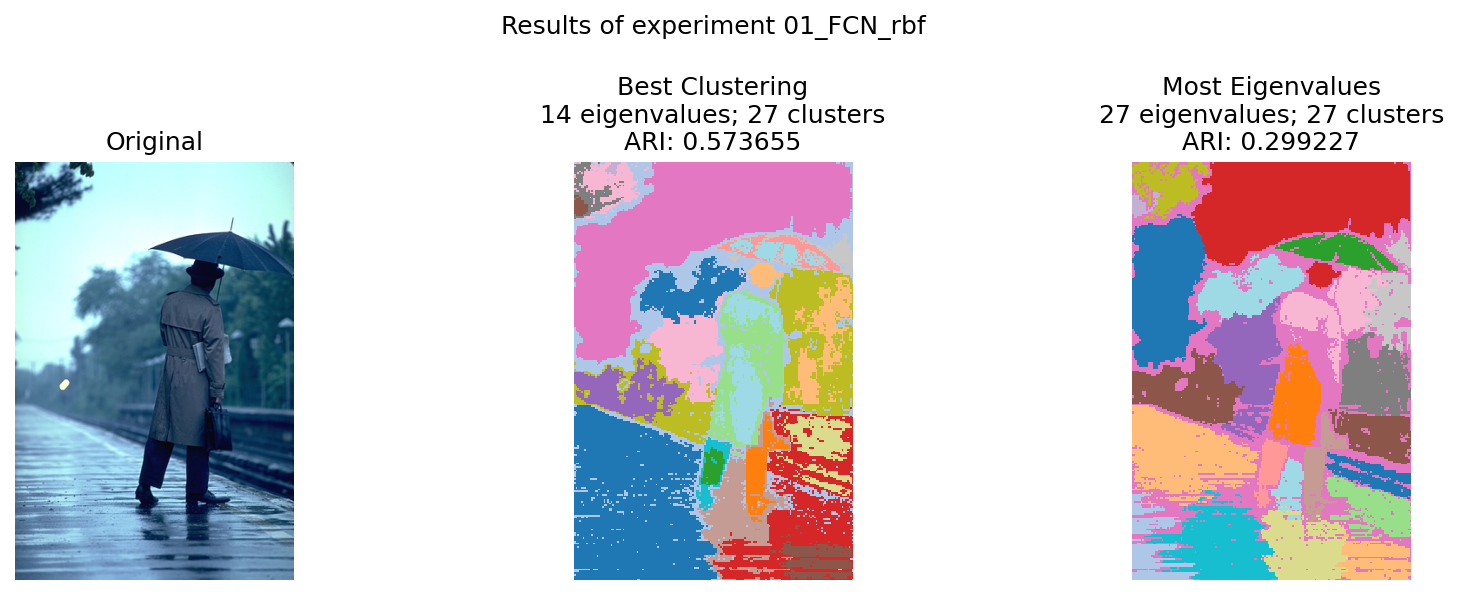 Results of experiment 01_FCN_rbf
Original
Best Clustering
14 eigenvalues; 27 clusters
ARI: 0.573655
Most Eigenvalues
27 eigenvalues; 27 clusters
ARI: 0.299227